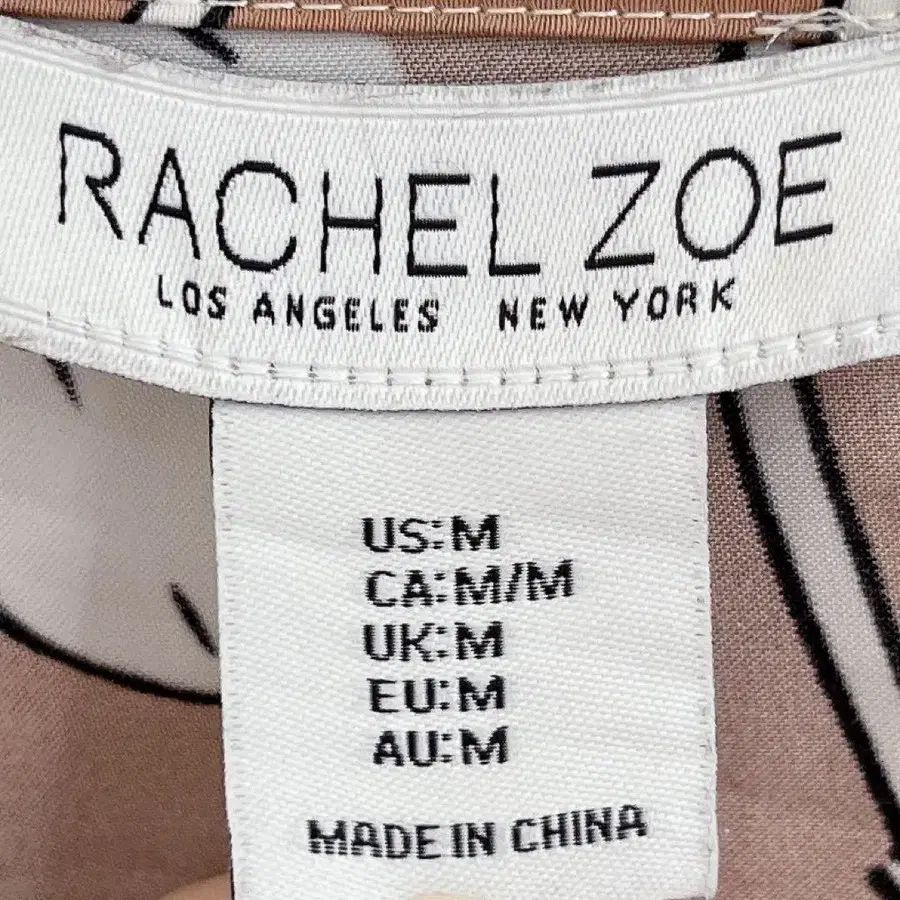 RACHEL ZOE
LOS ANGELES NEW YORK
US:M
CA:M/M
UK:M
EU:M
AU:M
MADE IN CHINA